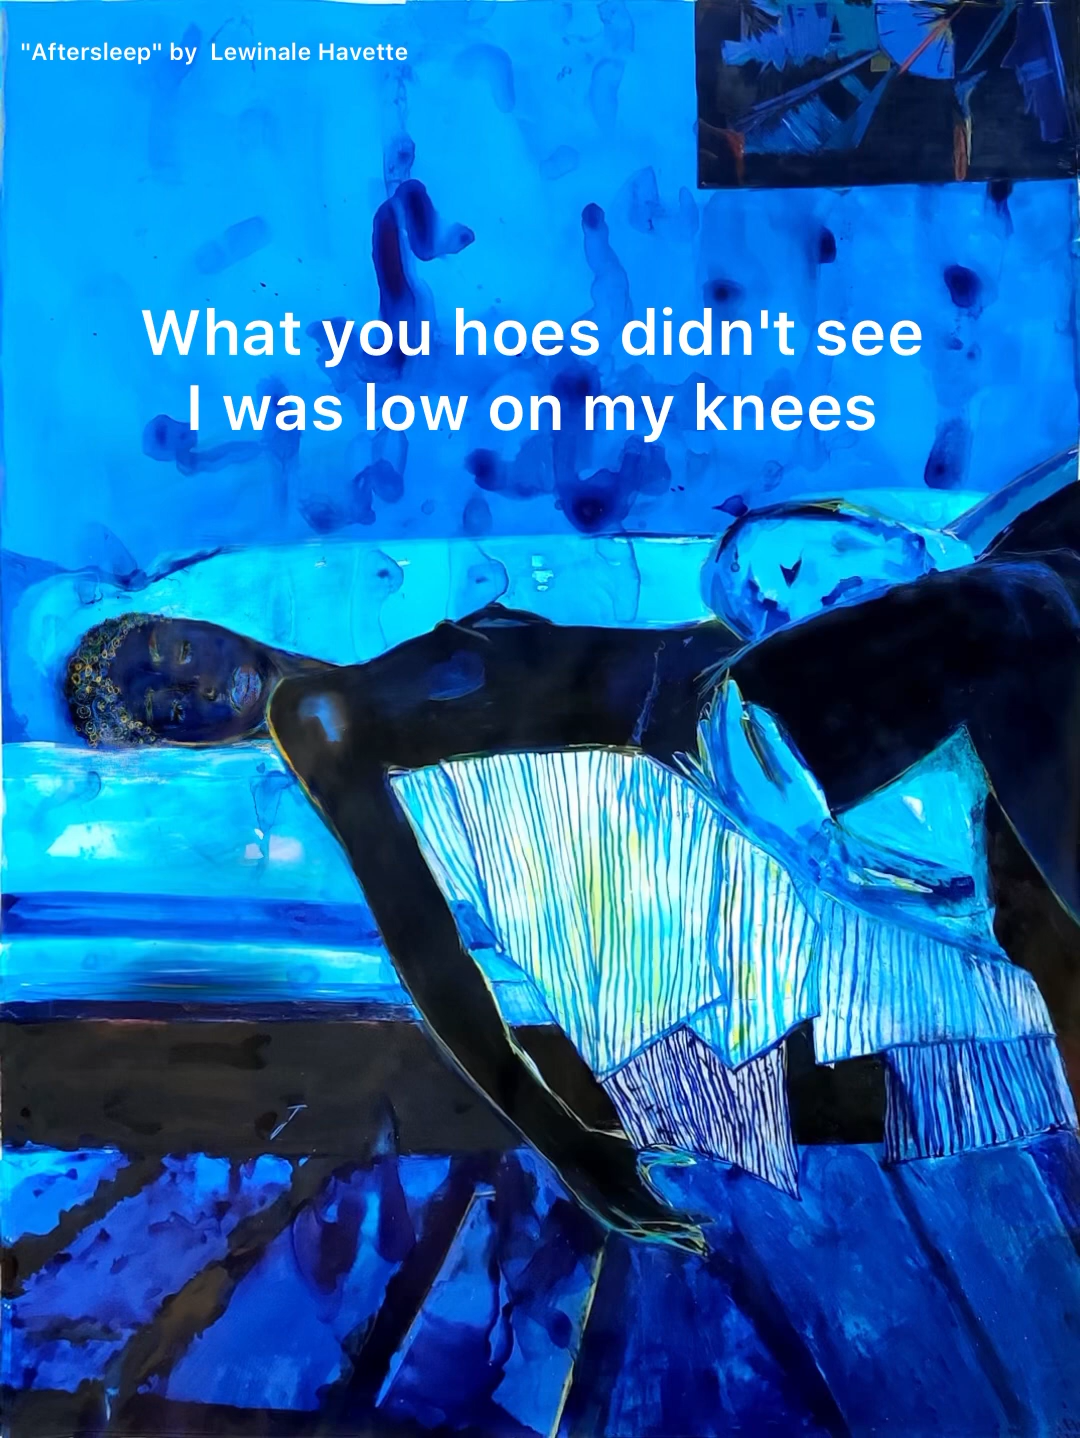 "Aftersleep" by  Lewinale Havette
What you hoes didn't see
I was low on my knees